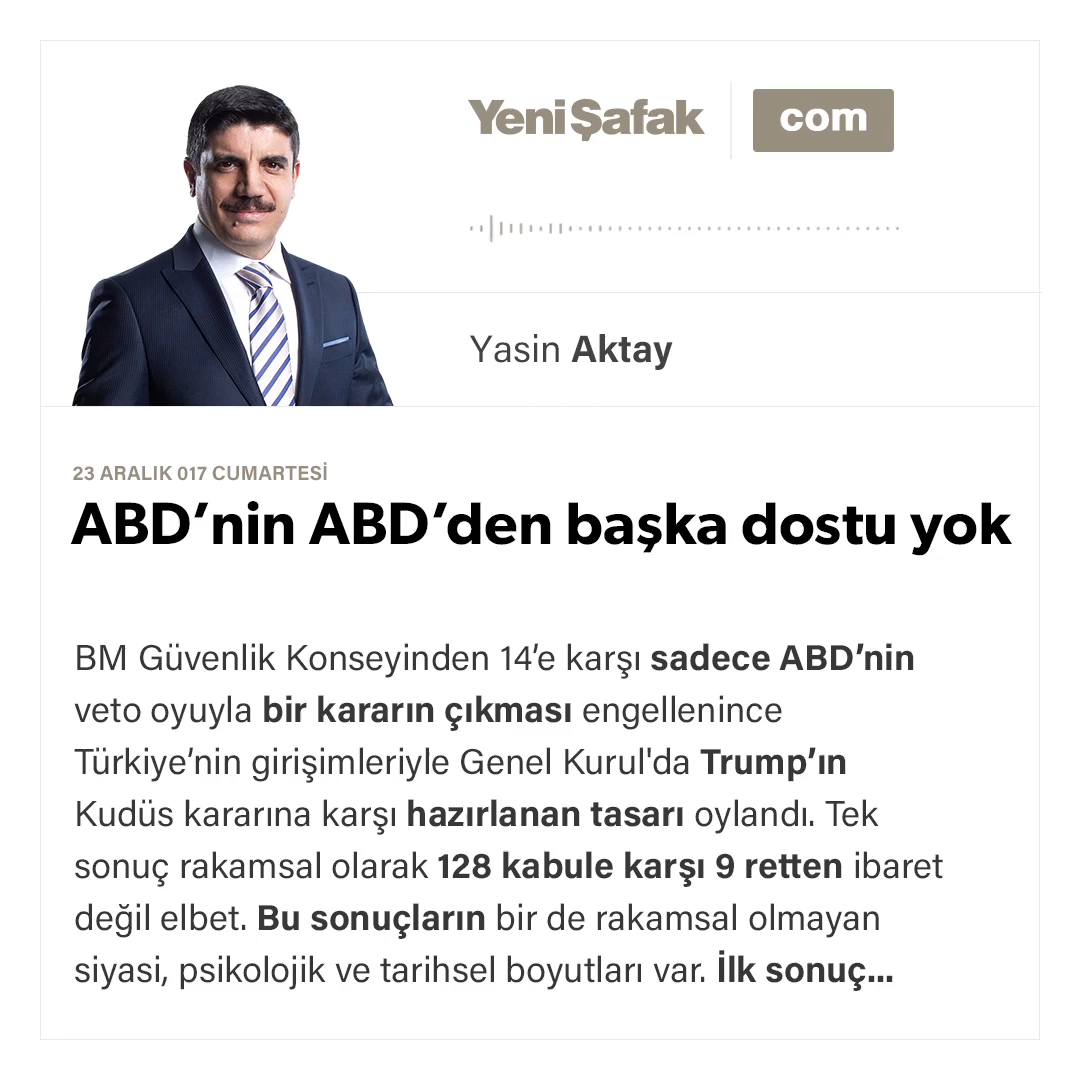 YeniŞafak com
Yasin Aktay
23 ARALIK 017 CUMARTESİ
ABD’nin ABD’den başka dostu yok
BM Güvenlik Konseyinden 14’e karşı sadece ABD’nin
veto oyuyla bir kararın çıkması engellenince
Türkiye’nin girişimleriyle Genel Kurul'da Trump’ın
Kudüs kararına karşı hazırlanan tasarı oylandı. Tek
sonuç rakamsal olarak 128 kabule karşı 9 retten ibaret
değil elbet. Bu sonuçların bir de rakamsal olmayan
siyasi, psikolojik ve tarihsel boyutları var. İlk sonuç...